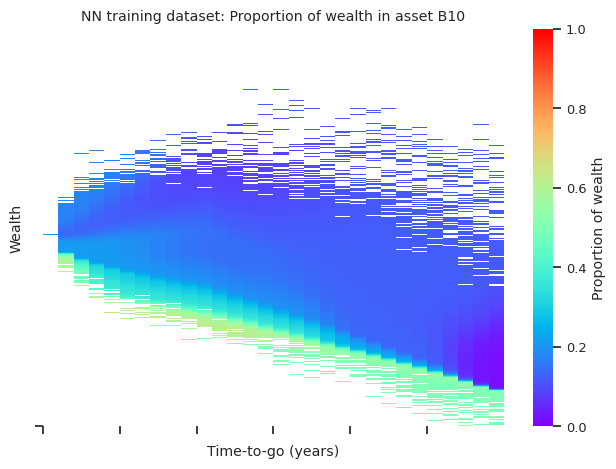 NN training dataset: Proportion of wealth in asset B10
Wealth
Time-to-go (years)
1.0
0.8
0.6
0.4
0.2
0.0
Proportion of wealth